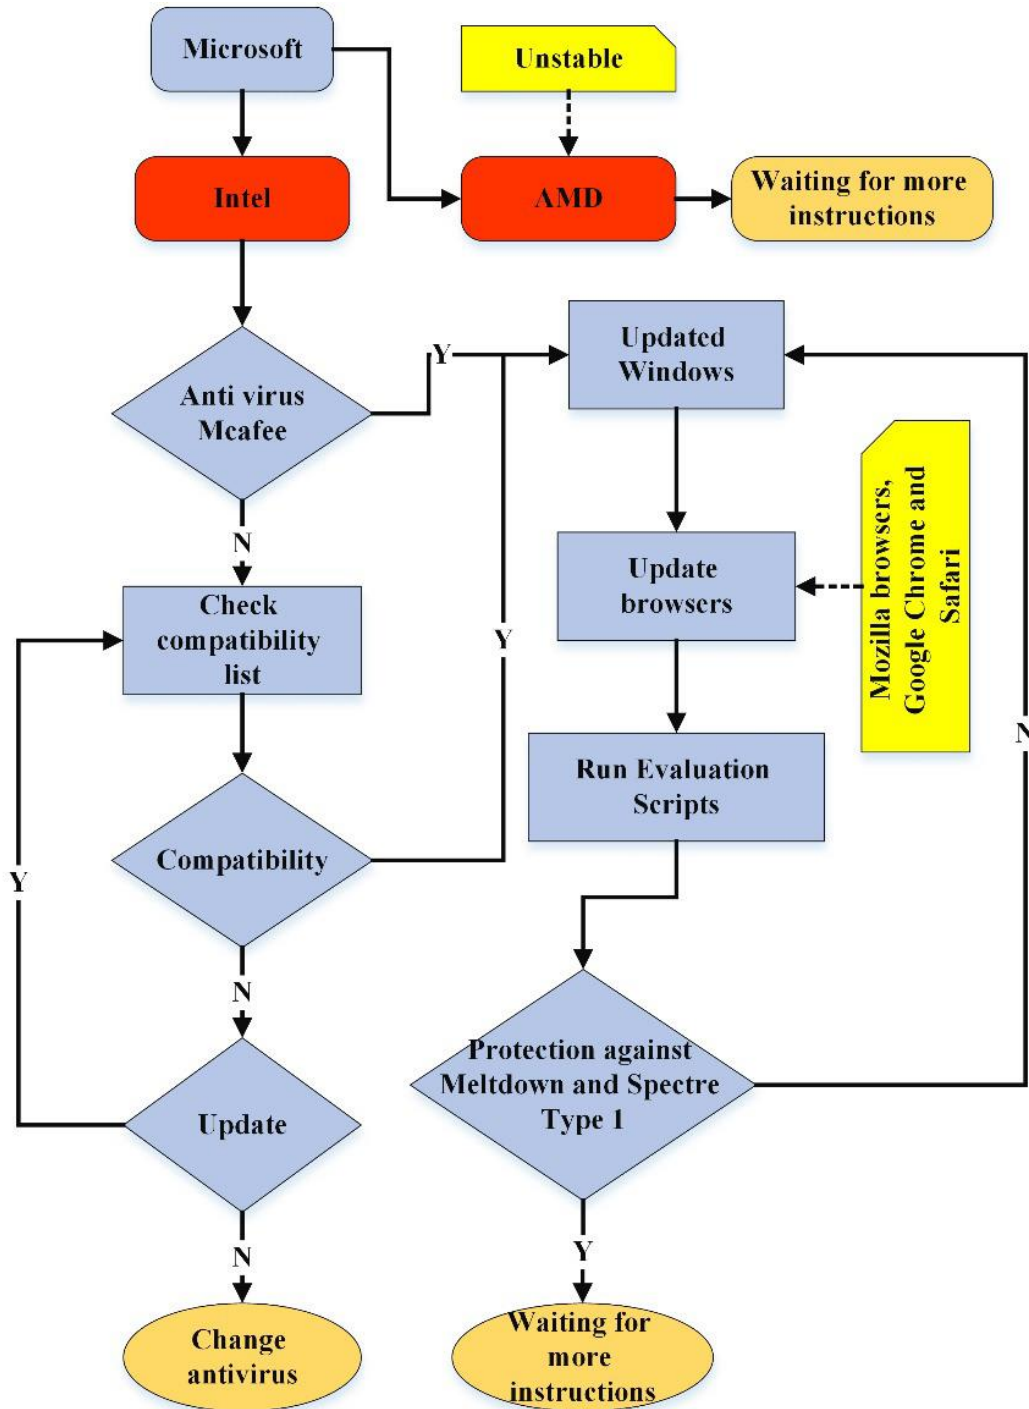 Microsoft
Unstable
Intel
AMD
Waiting for more
instructions
Anti virus
Mcafee
Y
Updated
Windows
N
Check
compatibility
list
Y
Update
browsers
Mozilla browsers,
Google Chrome and
Safari
N
Run Evaluation
Scripts
Compatibility
Y
N
Protection against
Meltdown and Spectre
Type 1
Update
N
Y
Change
antivirus
Waiting for
more
instructions